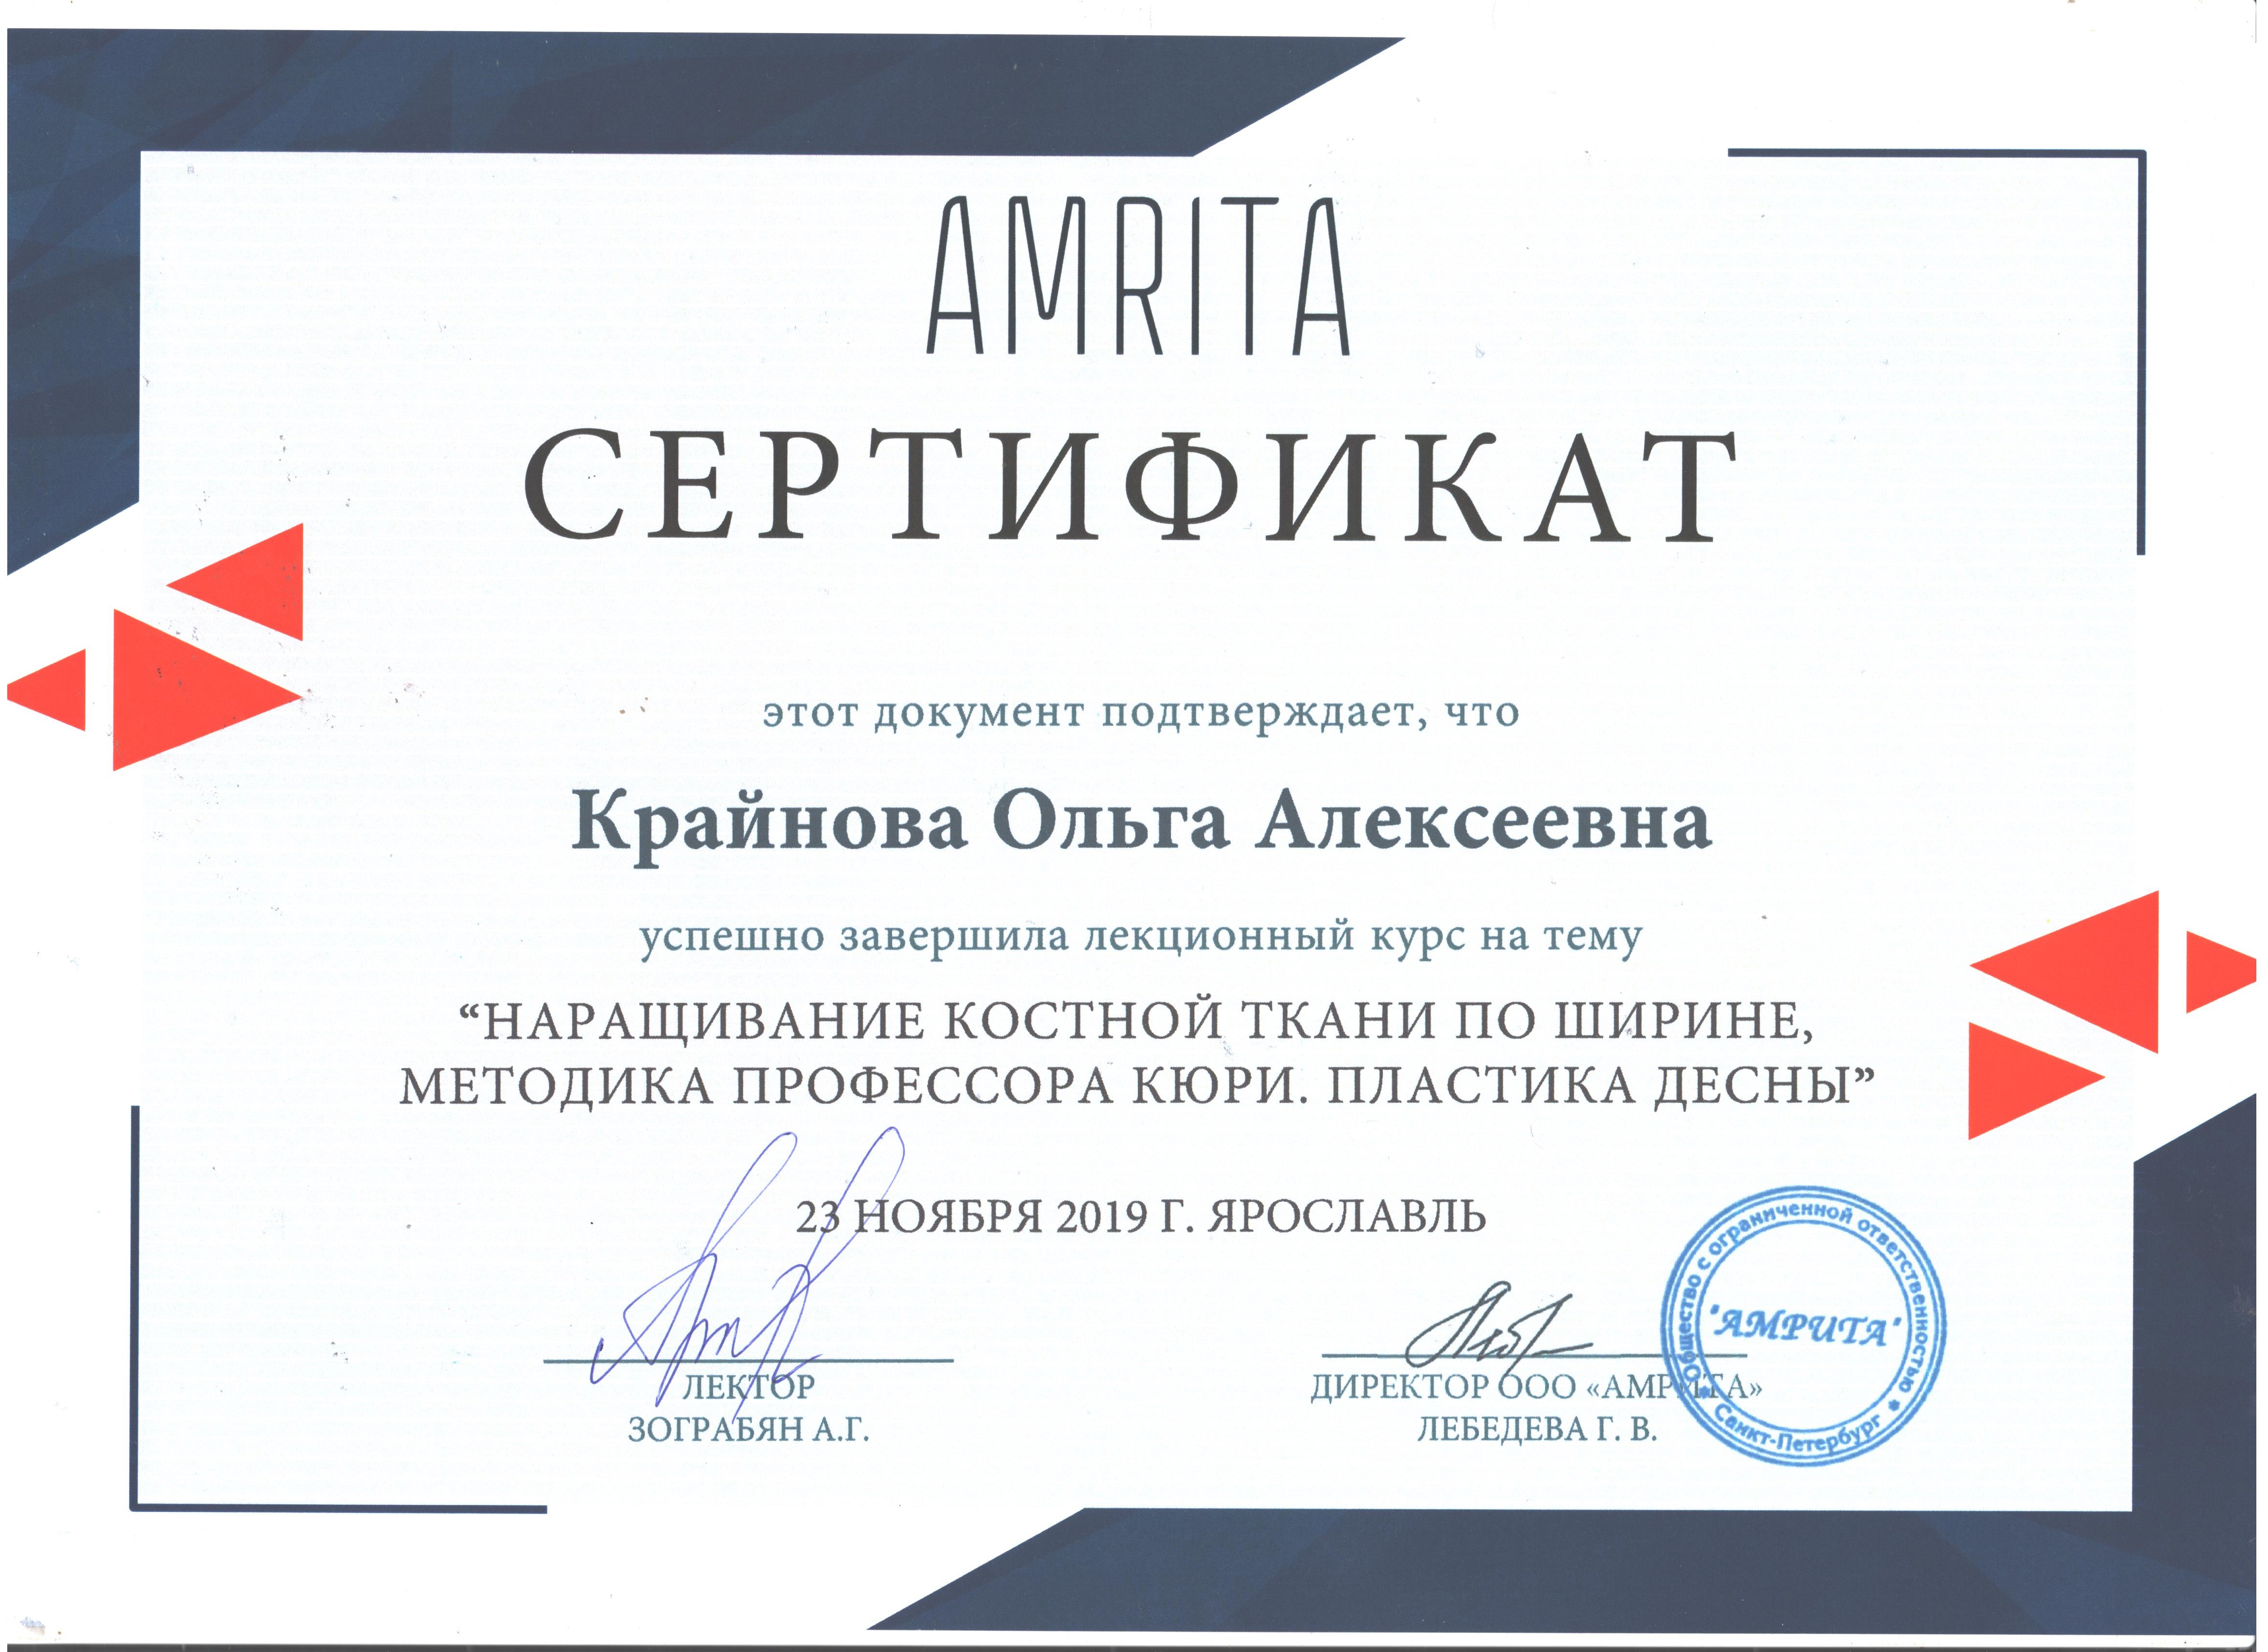 AMRITA
СЕРТИФИКАТ
этот документ подтверждает, что
Крайнова Ольга Алексеевна
успешно завершила лекционный курс на тему
“НАРАЩИВАНИЕ КОСТНОЙ ТКАНИ ПО ШИРИНЕ,
МЕТОДИКА ПРОФЕССОРА КЮРИ. ПЛАСТИКА ДЕСНЫ”
23 НОЯБРЯ 2019 Г. ЯРОСЛАВЛЬ
ЛЕКТОР
ЗОГРАБЯН А.Г.
ДИРЕКТОР ООО «АМРИТА»
ЛЕБЕДЕВА Г. В.
Общество с ограниченной ответственностью
"АМРИТА"
Санкт-Петербург